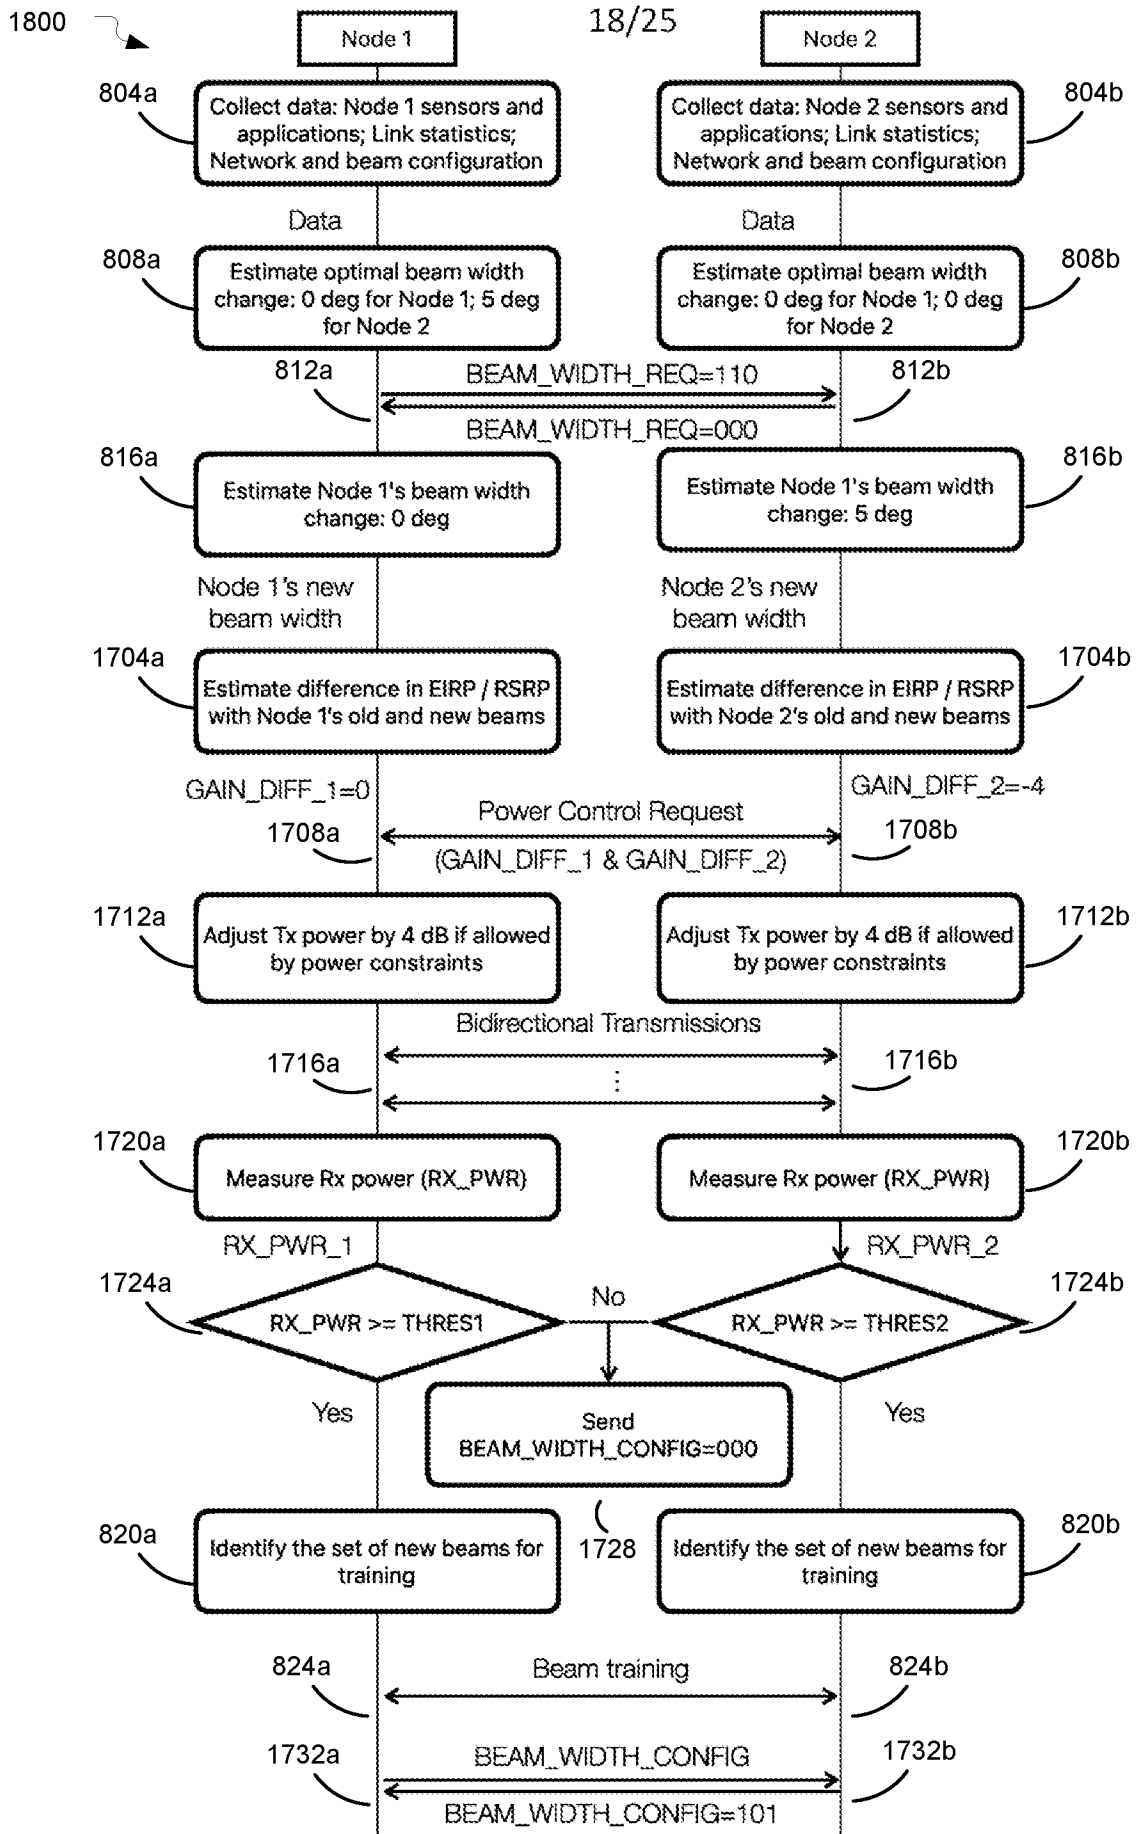 1800
18/25
Node 1
Node 2
804a
804b
Collect data: Node 1 sensors and
applications; Link statistics;
Network and beam configuration
Collect data: Node 2 sensors and
applications; Link statistics;
Network and beam configuration
Data
Data
808a
808b
Estimate optimal beam width
change: 0 deg for Node 1; 5 deg
for Node 2
Estimate optimal beam width
change: 0 deg for Node 1; 0 deg
for Node 2
812a
BEAM_WIDTH_REQ=110
812b
BEAM_WIDTH_REQ=000
816a
816b
Estimate Node 1's beam width
change: 0 deg
Estimate Node 1's beam width
change: 5 deg
Node 1's new
beam width
Node 2's new
beam width
1704a
1704b
Estimate difference in EIRP / RSRP
with Node 1's old and new beams
Estimate difference in EIRP / RSRP
with Node 2's old and new beams
GAIN_DIFF_1=0
GAIN_DIFF_2=-4
Power Control Request
1708a
1708b
(GAIN_DIFF_1 & GAIN_DIFF_2)
1712a
1712b
Adjust Tx power by 4 dB if allowed
by power constraints
Adjust Tx power by 4 dB if allowed
by power constraints
Bidirectional Transmissions
1716a
1716b
⋮
1720a
1720b
Measure Rx power (RX_PWR)
Measure Rx power (RX_PWR)
RX_PWR_1
RX_PWR_2
1724a
1724b
No
RX_PWR >= THRES1
RX_PWR >= THRES2
Yes
Yes
Send
BEAM_WIDTH_CONFIG=000
1728
820a
820b
Identify the set of new beams for
training
Identify the set of new beams for
training
824a
Beam training
824b
1732a
BEAM_WIDTH_CONFIG
1732b
BEAM_WIDTH_CONFIG=101